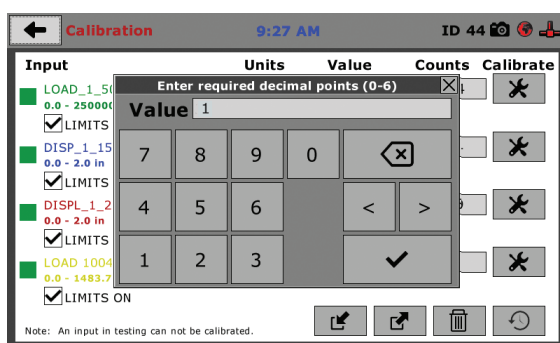 Calibration 9:27 AM ID 44
Input Units Value Counts Calibrate
Enter required decimal points (0-6)
Value 1
LOAD_1_50
0.0 - 25000
LIMITS
DISP_1_15
0.0 - 2.0 in
LIMITS
DISPL_1_2
0.0 - 2.0 in
LIMITS
LOAD 1004
0.0 - 1483.7
LIMITS ON
7 8 9 0
4 5 6 < >
1 2 3
Note: An input in testing can not be calibrated.